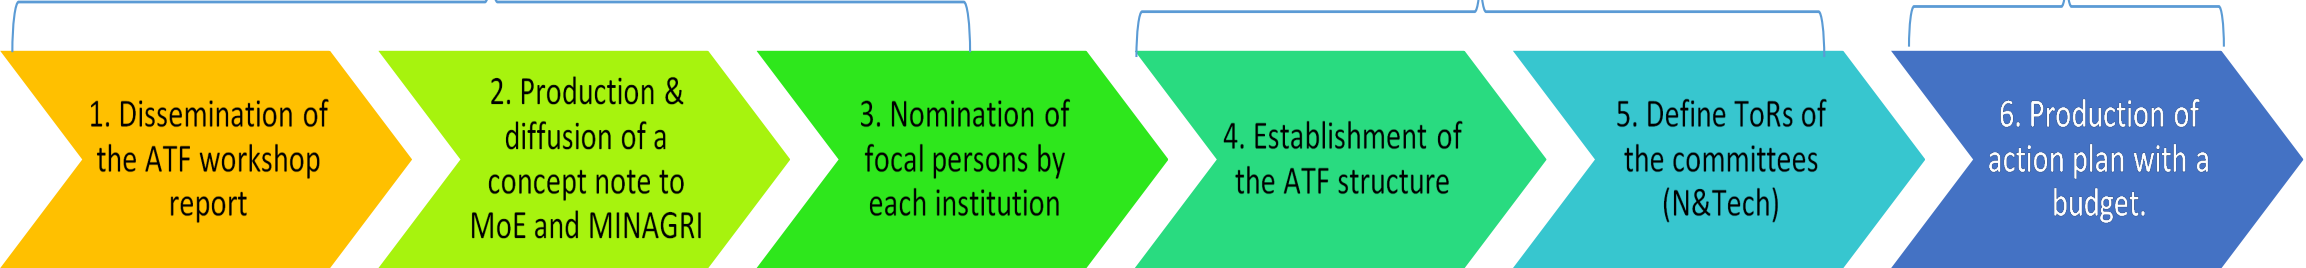 1. Dissemination of
the ATF workshop
report
2. Production &
diffusion of a
concept note to
MoE and MINAGRI
3. Nomination of
focal persons by
each institution
4. Establishment of
the ATF structure
5. Define ToRs of
the committees
(N&Tech)
6. Production of
action plan with a
budget.